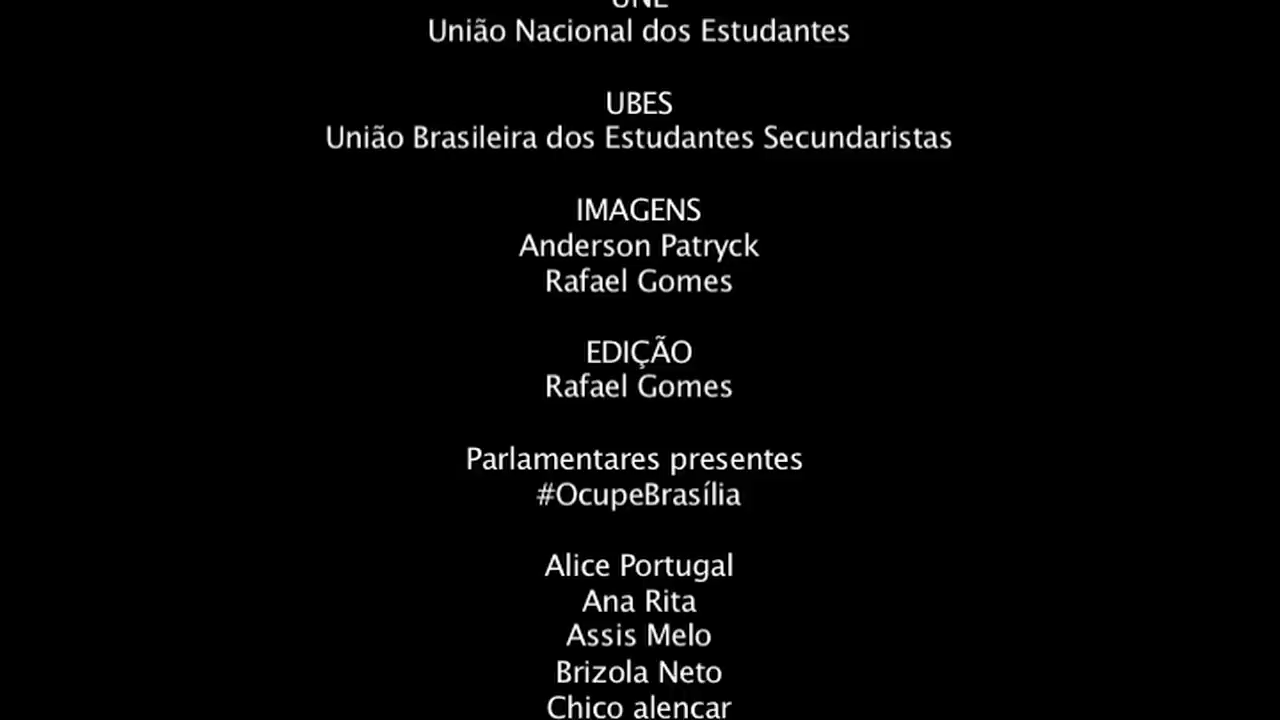 UNE
União Nacional dos Estudantes
UBES
União Brasileira dos Estudantes Secundaristas
IMAGENS
Anderson Patryck
Rafael Gomes
EDIÇÃO
Rafael Gomes
Parlamentares presentes
#OcupeBrasília
Alice Portugal
Ana Rita
Assis Melo
Brizola Neto
Chico alencar